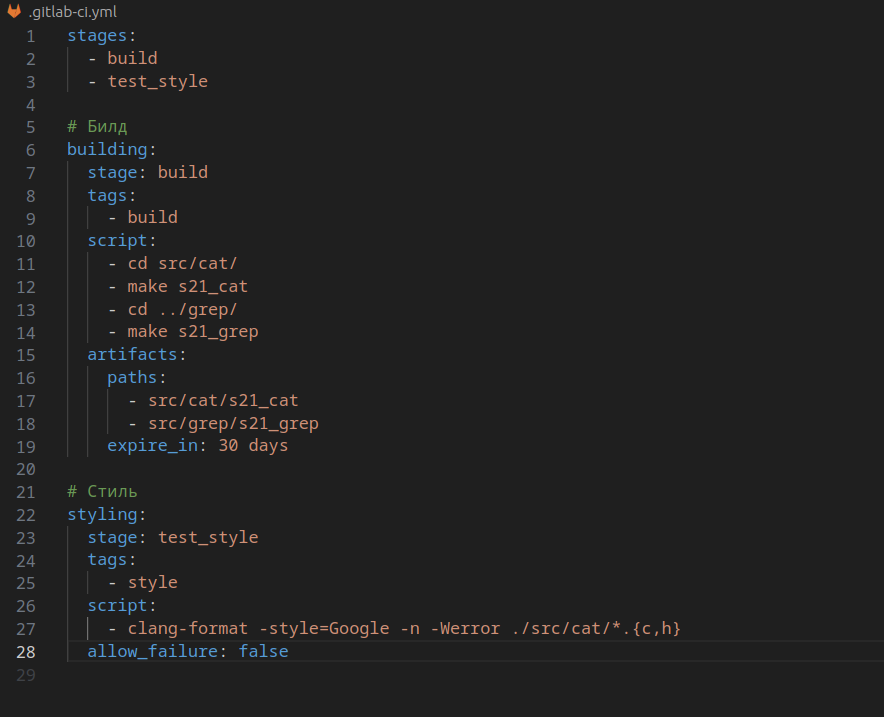 .gitlab-ci.yml
1 stages:
2   - build
3   - test_style
4
5 # Билд
6 building:
7   stage: build
8   tags:
9     - build
10   script:
11     - cd src/cat/
12     - make s21_cat
13     - cd ../grep/
14     - make s21_grep
15   artifacts:
16     paths:
17       - src/cat/s21_cat
18       - src/grep/s21_grep
19     expire_in: 30 days
20
21 # Стиль
22 styling:
23   stage: test_style
24   tags:
25     - style
26   script:
27     - clang-format -style=Google -n -Werror ./src/cat/*.{c,h}
28   allow_failure: false
29